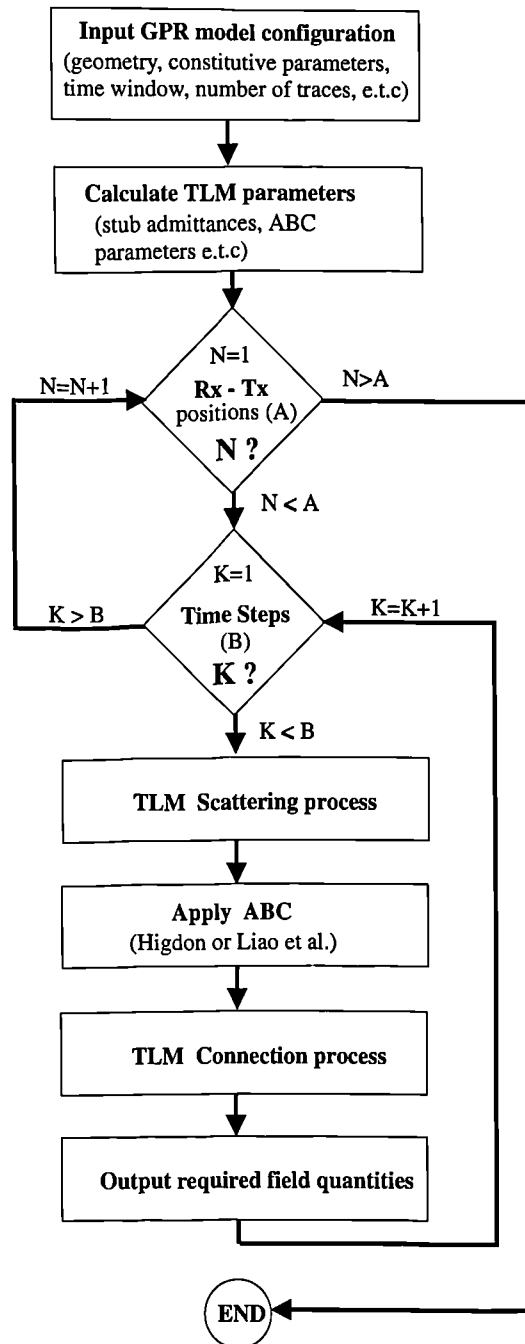 Input GPR model configuration
(geometry, constitutive parameters,
time window, number of traces, e.t.c)
Calculate TLM parameters
(stub admittances, ABC
parameters e.t.c)
N=1
Rx - Tx
positions (A)
N ?
N=N+1
N>A
N < A
K=1
Time Steps
(B)
K ?
K > B
K=K+1
K < B
TLM Scattering process
Apply ABC
(Higdon or Liao et al.)
TLM Connection process
Output required field quantities
END